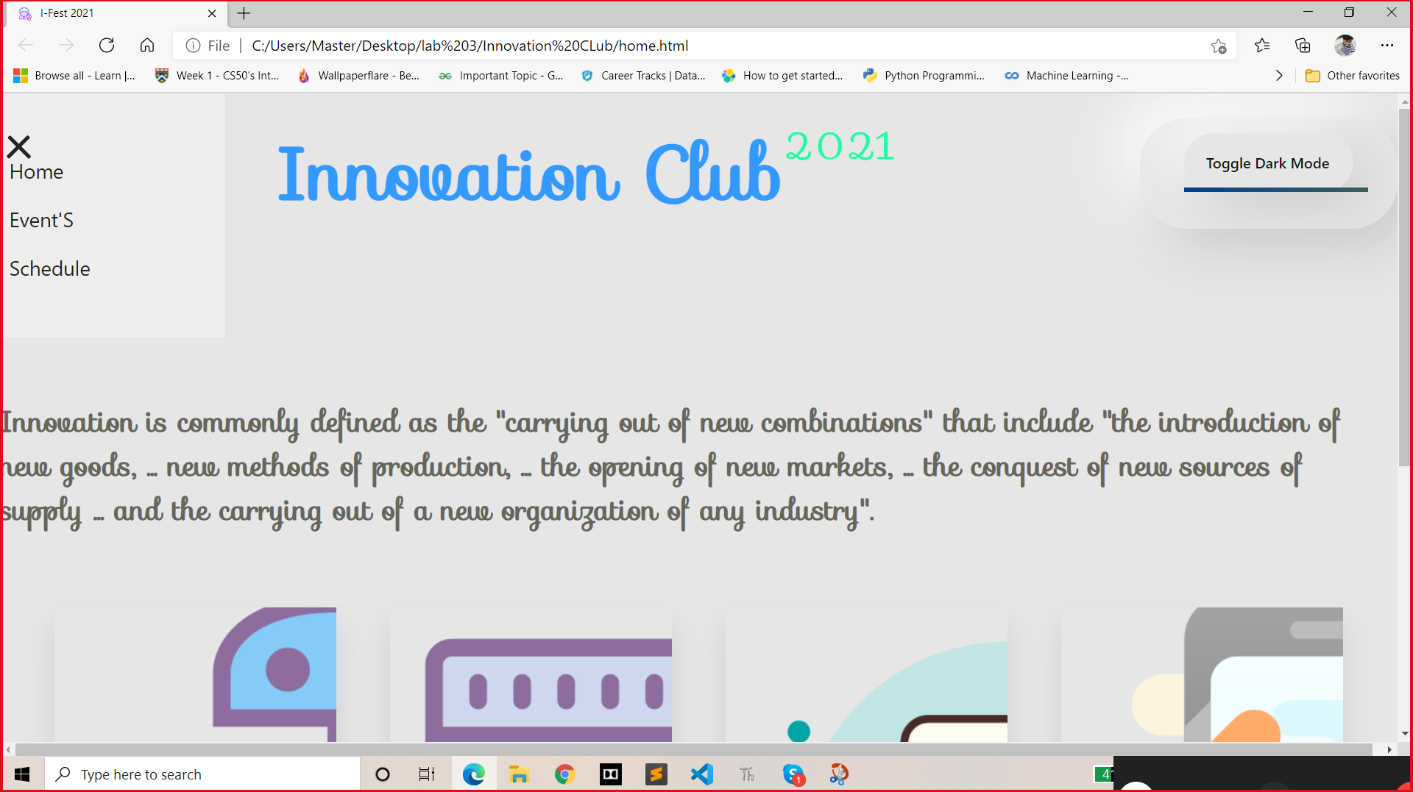 I-Fest 2021
File | C:/Users/Master/Desktop/lab%203/Innovation%20CLub/home.html
Browse all - Learn |... Week 1 - CS50's Int... Wallpaperflare - Be... Important Topic - G... Career Tracks | Data... How to get started... Python Programmi... Machine Learning -... Other favorites
Innovation Club 2021
Toggle Dark Mode
Home
Event'S
Schedule
Innovation is commonly defined as the "carrying out of new combinations" that include "the introduction of
new goods, ... new methods of production, ... the opening of new markets, ... the conquest of new sources of
supply ... and the carrying out of a new organization of any industry".
Type here to search
Th
1